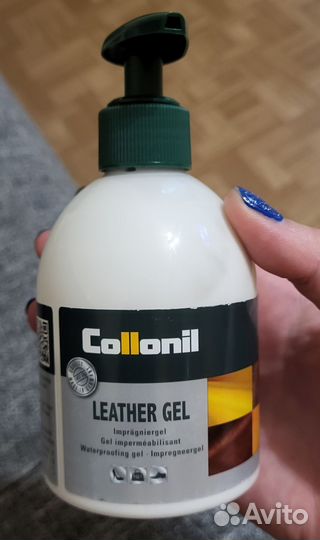 Collonil
LEATHER GEL
Imprägniergel
Gel imperméabilisant
Waterproofing gel · Impregneergel
Avito